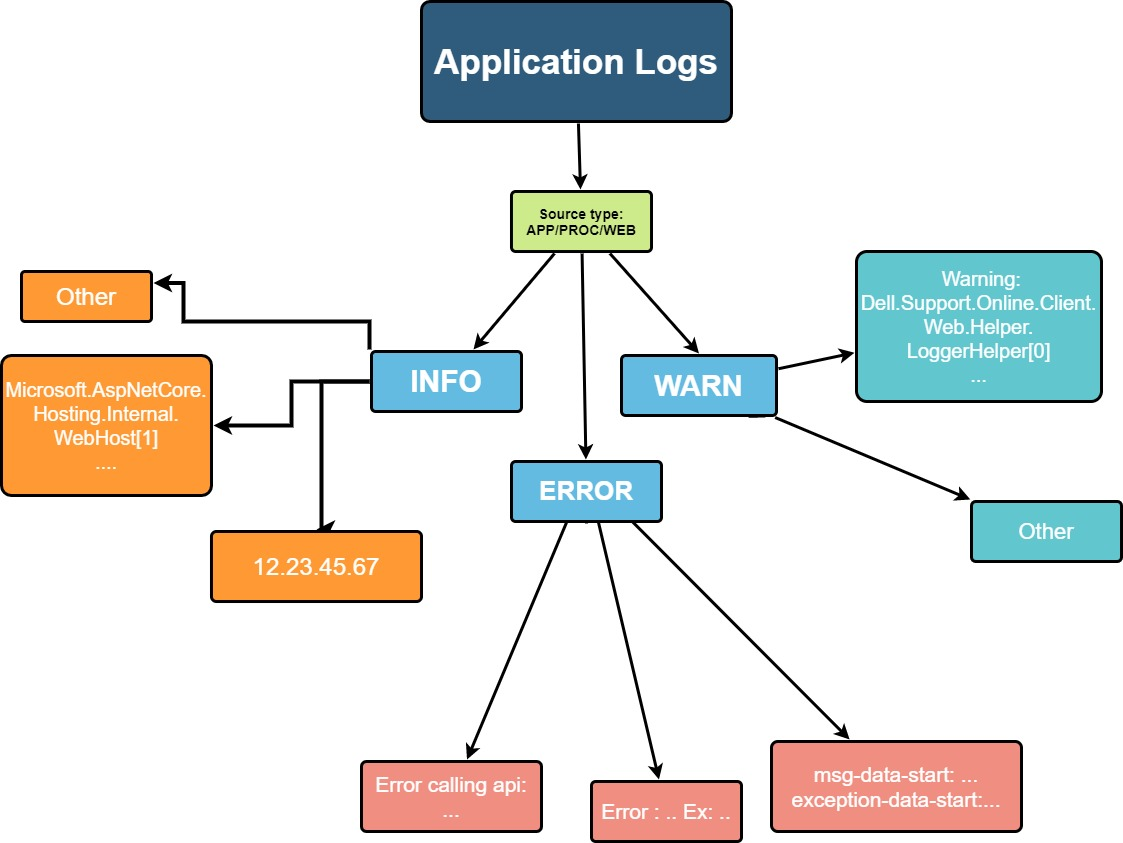 Application Logs
Source type:
APP/PROC/WEB
Other
Microsoft.AspNetCore.
Hosting.Internal.
WebHost[1]
....
12.23.45.67
INFO
WARN
ERROR
Warning:
Dell.Support.Online.Client.
Web.Helper.
LoggerHelper[0]
...
Other
Error calling api:
...
Error : .. Ex: ..
msg-data-start: ...
exception-data-start:...